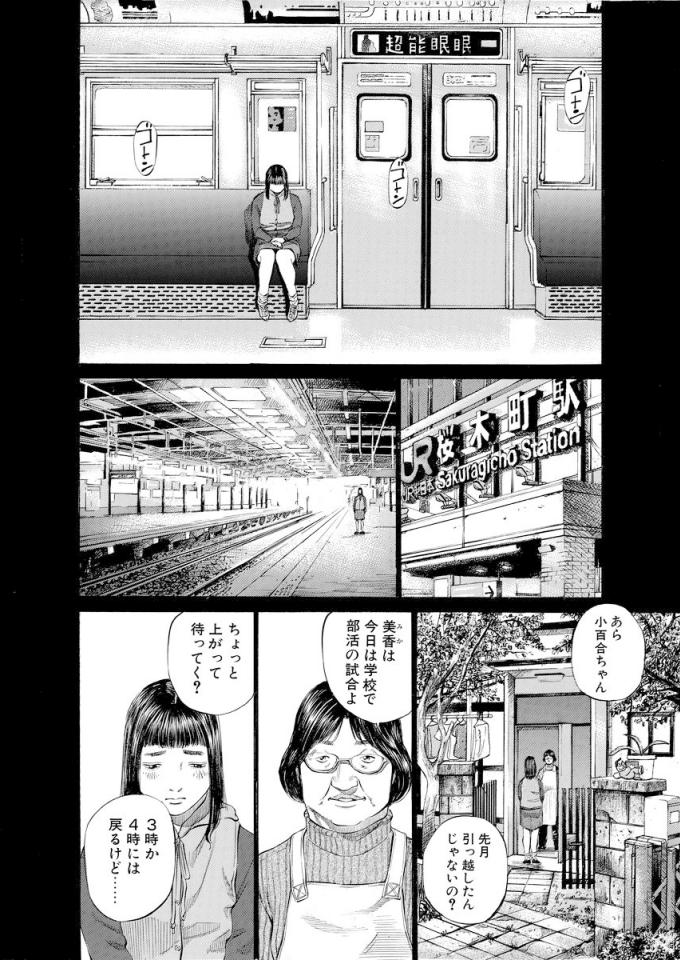 超能眼眼
ゴトン
ゴトン
ゴトン
桜木町駅
JR
Sakuragicho Station
あら
小百合ちゃん
先月
引っ越したん
じゃないの?
美香は
みか
今日は学校で
部活の試合よ
ちょっと
上がって
待ってく?
3時か
4時には
戻るけど……